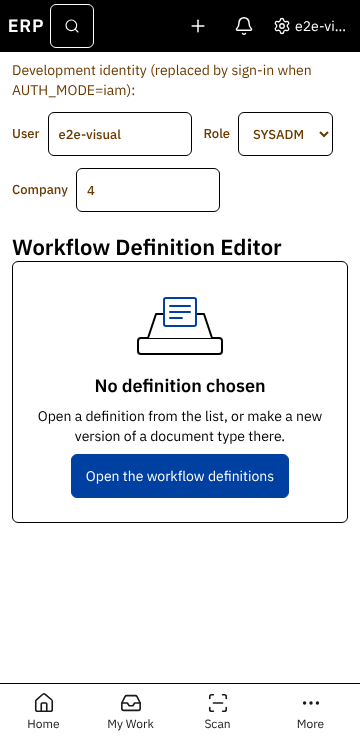 ERP
e2e-vi...
Development identity (replaced by sign-in when
AUTH_MODE=iam):
User
e2e-visual
Role
SYSADM
Company
4
Workflow Definition Editor
No definition chosen
Open a definition from the list, or make a new
version of a document type there.
Open the workflow definitions
Home
My Work
Scan
More